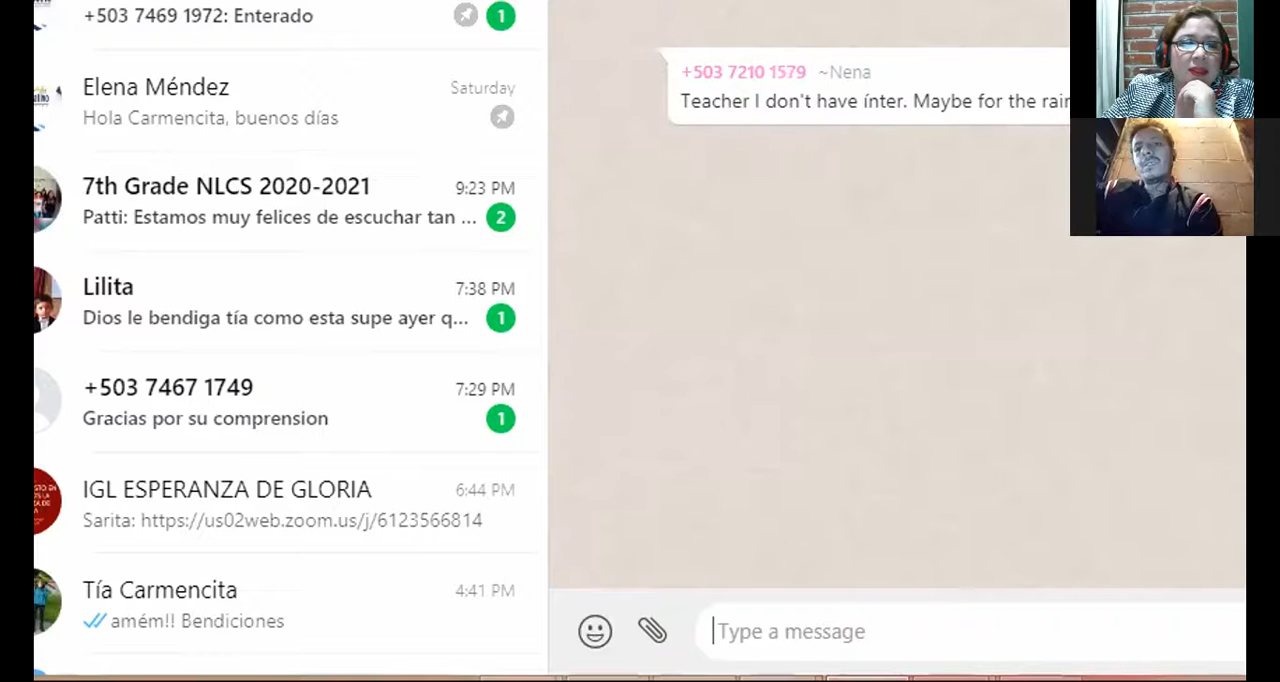 +503 7469 1972: Enterado
1
Elena Méndez
Saturday
Hola Carmencita, buenos días
7th Grade NLCS 2020-2021
9:23 PM
Patti: Estamos muy felices de escuchar tan ...
2
Lilita
7:38 PM
Dios le bendiga tía como esta supe ayer q...
1
+503 7467 1749
7:29 PM
Gracias por su comprension
1
IGL ESPERANZA DE GLORIA
6:44 PM
Sarita: https://us02web.zoom.us/j/6123566814
Tía Carmencita
4:41 PM
amém!! Bendiciones
+503 7210 1579 ~Nena
Teacher I don't have ínter. Maybe for the rai
Type a message